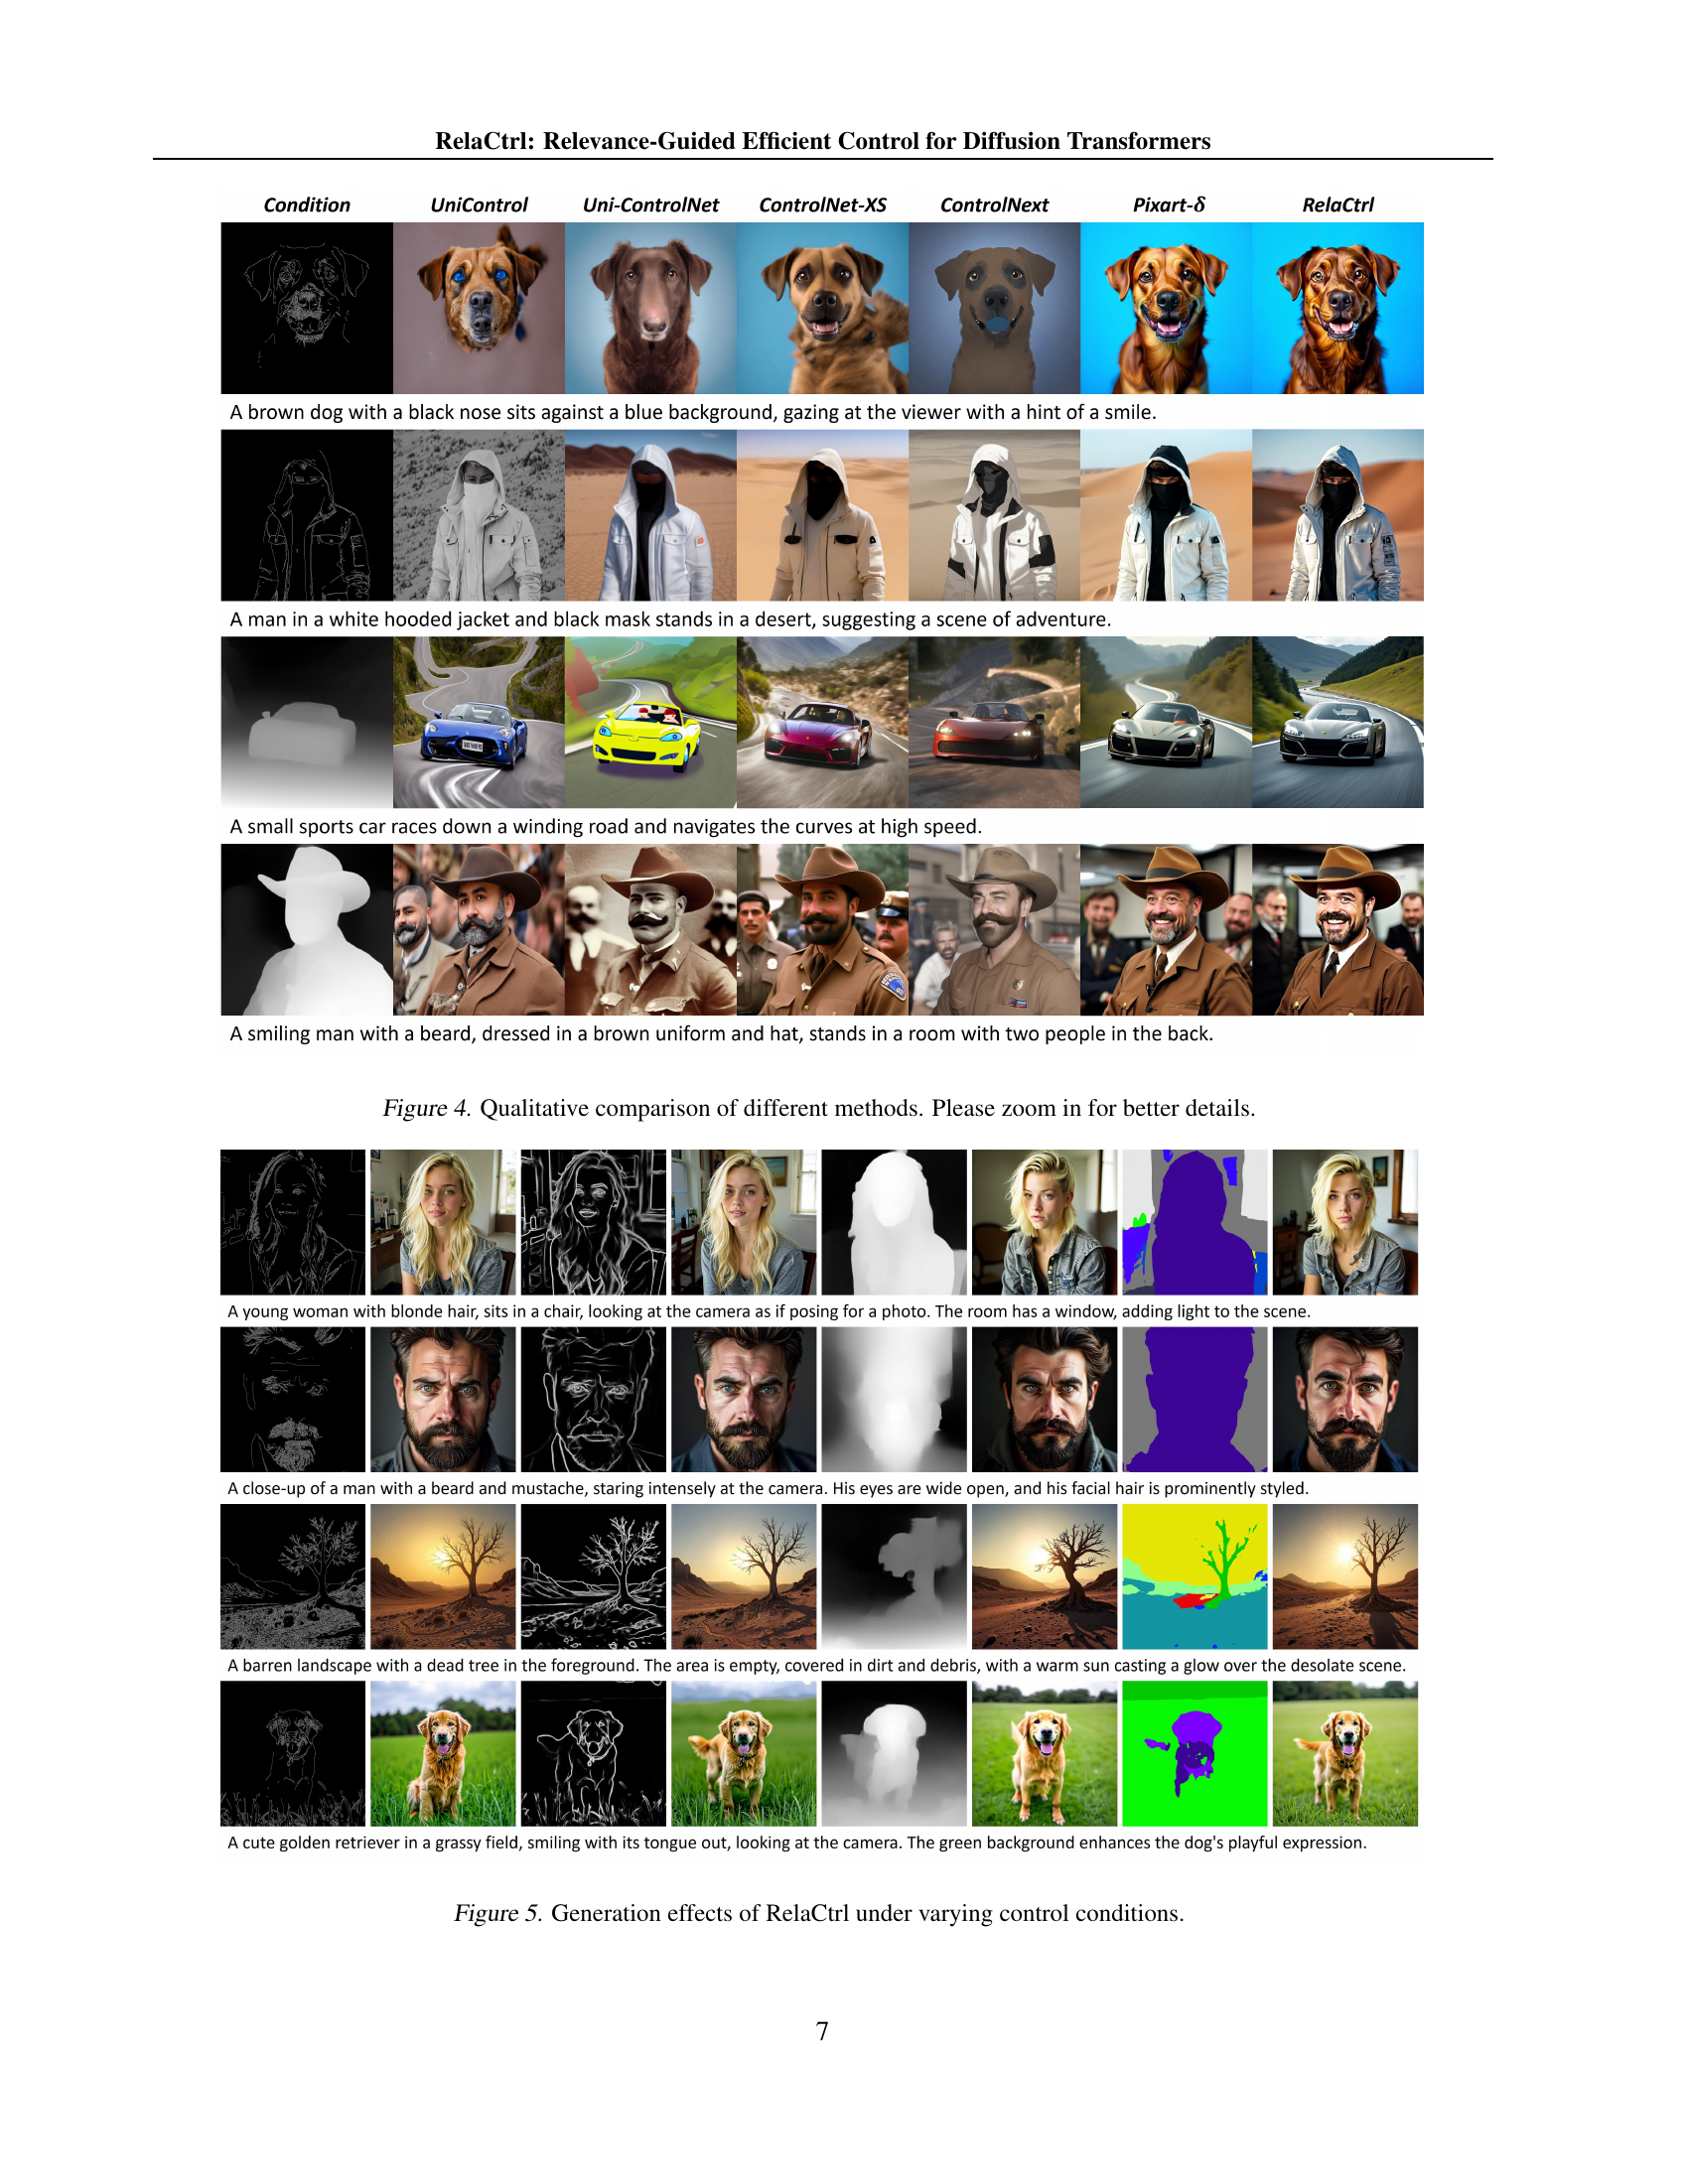 RelaCtrl: Relevance-Guided Efficient Control for Diffusion Transformers
Condition UniControl Uni-ControlNet ControlNet-XS ControlNext Pixart-δ RelaCtrl
A brown dog with a black nose sits against a blue background, gazing at the viewer with a hint of a smile.
A man in a white hooded jacket and black mask stands in a desert, suggesting a scene of adventure.
A small sports car races down a winding road and navigates the curves at high speed.
A smiling man with a beard, dressed in a brown uniform and hat, stands in a room with two people in the back.
Figure 4. Qualitative comparison of different methods. Please zoom in for better details.
A young woman with blonde hair, sits in a chair, looking at the camera as if posing for a photo. The room has a window, adding light to the scene.
A close-up of a man with a beard and mustache, staring intensely at the camera. His eyes are wide open, and his facial hair is prominently styled.
A barren landscape with a dead tree in the foreground. The area is empty, covered in dirt and debris, with a warm sun casting a glow over the desolate scene.
A cute golden retriever in a grassy field, smiling with its tongue out, looking at the camera. The green background enhances the dog's playful expression.
Figure 5. Generation effects of RelaCtrl under varying control conditions.
7